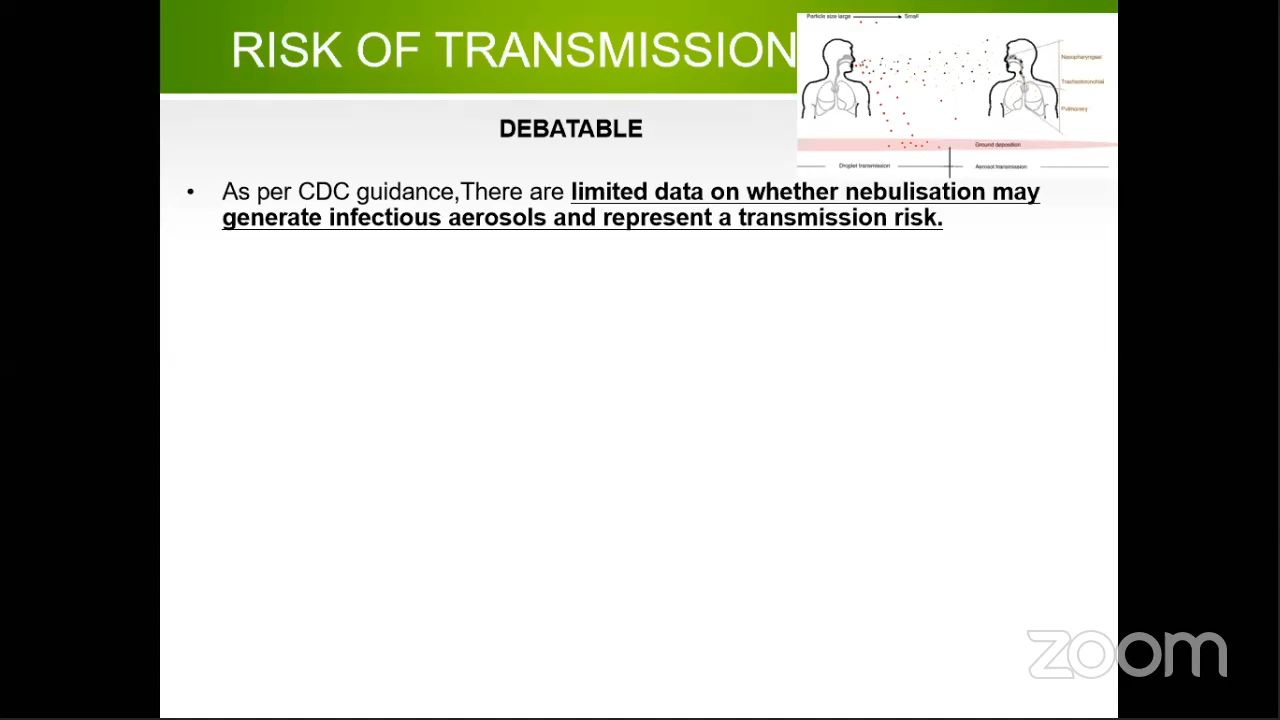 RISK OF TRANSMISSION
Particle size large Small
Nasopharyngeal
Tracheobronchial
Pulmonary
Ground deposition
Droplet transmission Aerosol transmission
DEBATABLE
• As per CDC guidance,There are limited data on whether nebulisation may
generate infectious aerosols and represent a transmission risk.
zoom